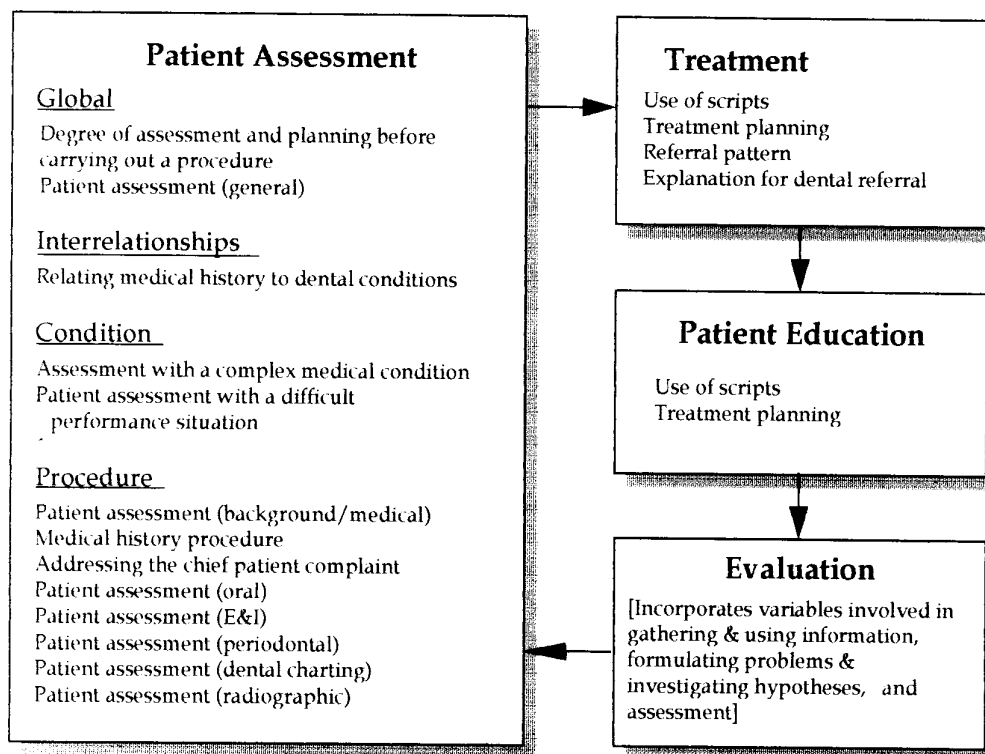 Patient Assessment
Global
Degree of assessment and planning before
carrying out a procedure
Patient assessment (general)
Interrelationships
Relating medical history to dental conditions
Condition
Assessment with a complex medical condition
Patient assessment with a difficult
performance situation
Procedure
Patient assessment (background/medical)
Medical history procedure
Addressing the chief patient complaint
Patient assessment (oral)
Patient assessment (E&I)
Patient assessment (periodontal)
Patient assessment (dental charting)
Patient assessment (radiographic)
Treatment
Use of scripts
Treatment planning
Referral pattern
Explanation for dental referral
Patient Education
Use of scripts
Treatment planning
Evaluation
[Incorporates variables involved in
gathering & using information,
formulating problems &
investigating hypotheses, and
assessment]